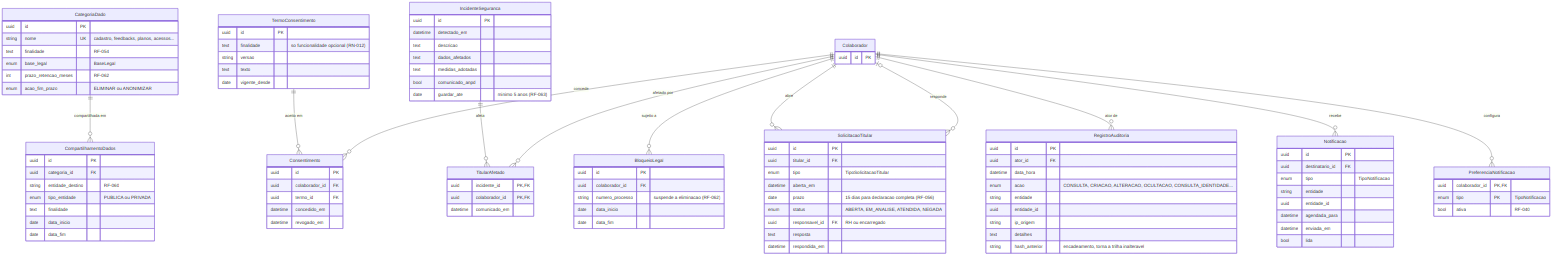 CategoriaDado
uuid id PK
string nome UK cadastro, feedbacks, planos, acessos...
text finalidade RF-054
enum base_legal BaseLegal
int prazo_retencao_meses RF-062
enum acao_fim_prazo ELIMINAR ou ANONIMIZAR
TermoConsentimento
uuid id PK
text finalidade so funcionalidade opcional (RN-012)
string versao
text texto
date vigente_desde
IncidenteSeguranca
uuid id PK
datetime detectado_em
text descricao
text dados_afetados
text medidas_adotadas
bool comunicado_anpd
date guardar_ate minimo 5 anos (RF-063)
Colaborador
uuid id PK
compartilhada em
aceito em
afeta
concede
afetado por
sujeito a
abre
responde
ator de
recebe
configura
CompartilhamentoDados
uuid id PK
uuid categoria_id FK
string entidade_destino RF-060
enum tipo_entidade PUBLICA ou PRIVADA
text finalidade
date data_inicio
date data_fim
Consentimento
uuid id PK
uuid colaborador_id FK
uuid termo_id FK
datetime concedido_em
datetime revogado_em
TitularAfetado
uuid incidente_id PK,FK
uuid colaborador_id PK,FK
datetime comunicado_em
BloqueioLegal
uuid id PK
uuid colaborador_id FK
string numero_processo suspende a eliminacao (RF-062)
date data_inicio
date data_fim
SolicitacaoTitular
uuid id PK
uuid titular_id FK
enum tipo TipoSolicitacaoTitular
datetime aberta_em
date prazo 15 dias para declaracao completa (RF-056)
enum status ABERTA, EM_ANALISE, ATENDIDA, NEGADA
uuid responsavel_id FK RH ou encarregado
text resposta
datetime respondida_em
RegistroAuditoria
uuid id PK
uuid ator_id FK
datetime data_hora
enum acao CONSULTA, CRIACAO, ALTERACAO, OCULTACAO, CONSULTA_IDENTIDADE...
string entidade
uuid entidade_id
string ip_origem
text detalhes
string hash_anterior encadeamento, torna a trilha inalteravel
Notificacao
uuid id PK
uuid destinatario_id FK
enum tipo TipoNotificacao
string entidade
uuid entidade_id
datetime agendada_para
datetime enviada_em
bool lida
PreferenciaNotificacao
uuid colaborador_id PK,FK
enum tipo PK TipoNotificacao
bool ativa RF-040